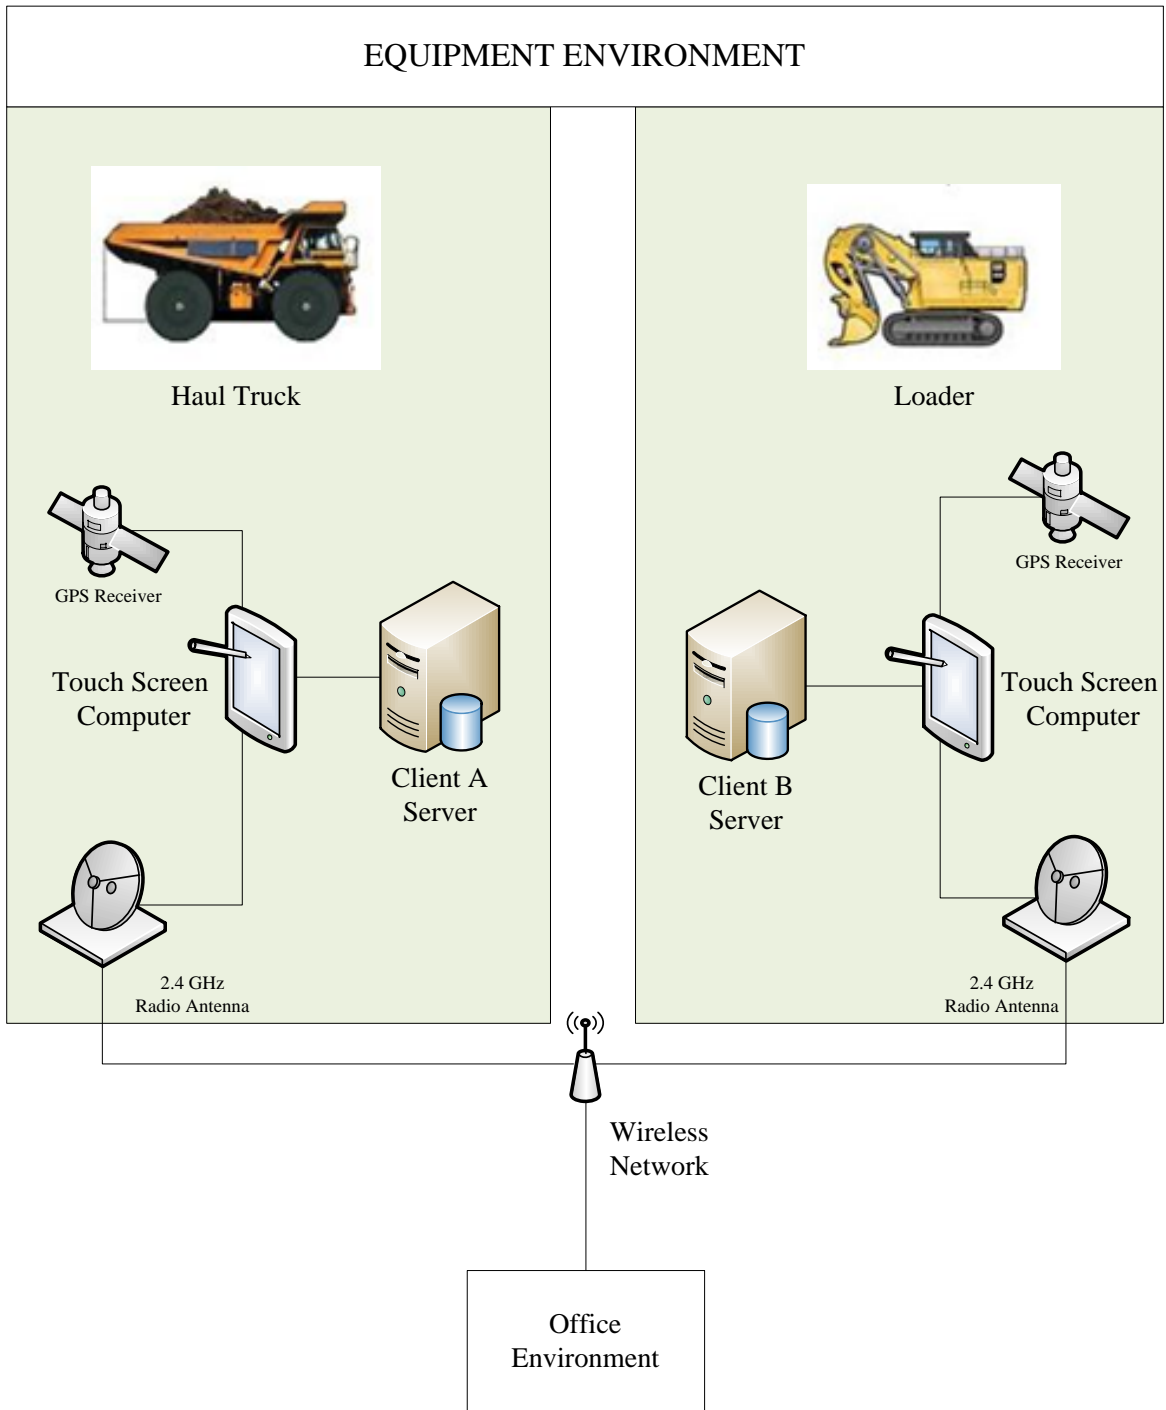 EQUIPMENT ENVIRONMENT
Haul Truck
GPS Receiver
Touch Screen
Computer
Client A
Server
2.4 GHz
Radio Antenna
Loader
GPS Receiver
Client B
Server
Touch Screen
Computer
2.4 GHz
Radio Antenna
Wireless
Network
Office
Environment